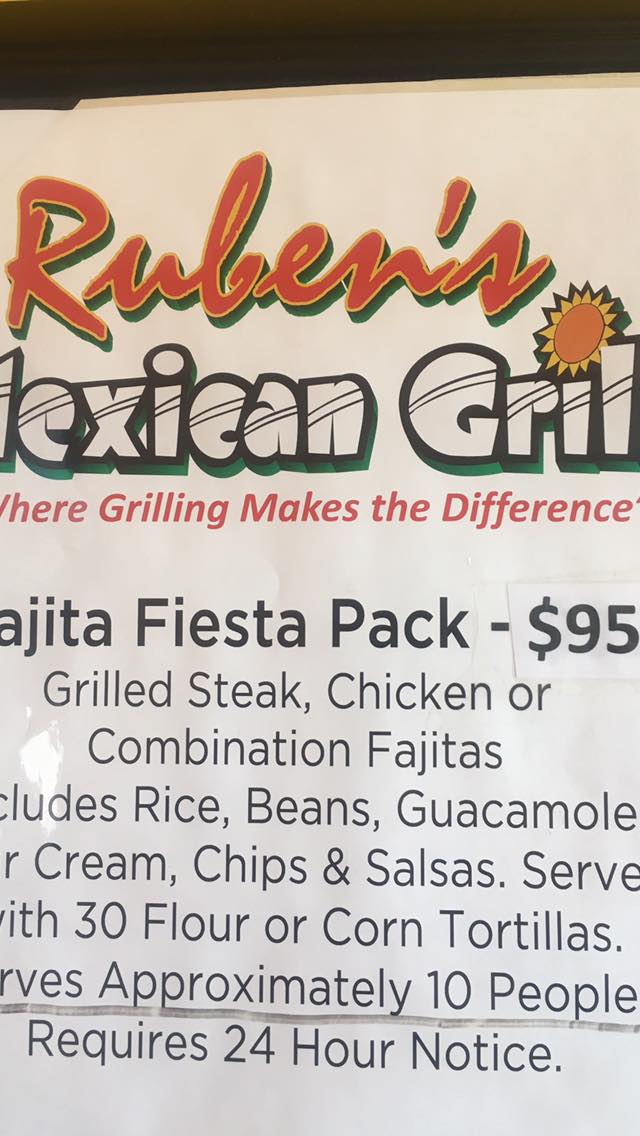 Ruben's
Mexican Grill
Where Grilling Makes the Difference"
ajita Fiesta Pack - $95
Grilled Steak, Chicken or
Combination Fajitas
cludes Rice, Beans, Guacamole
r Cream, Chips & Salsas. Serve
ith 30 Flour or Corn Tortillas.
rves Approximately 10 People
Requires 24 Hour Notice.